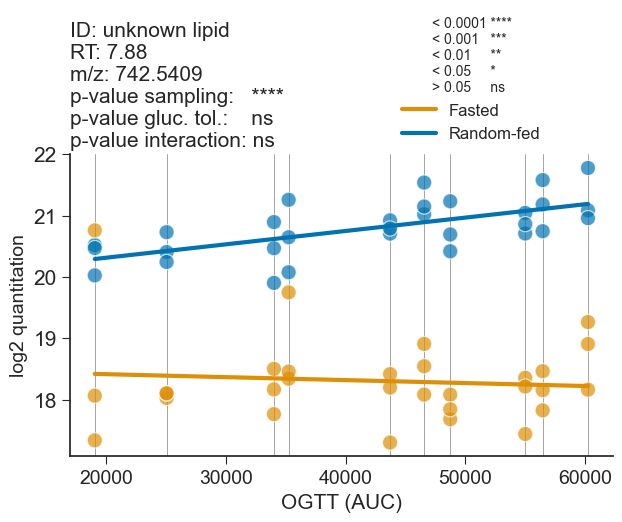 ID: unknown lipid
RT: 7.88
m/z: 742.5409
p-value sampling: ****
p-value gluc. tol.: ns
p-value interaction: ns
< 0.0001 ****
< 0.001 ***
< 0.01 **
< 0.05 *
> 0.05 ns
Fasted
Random-fed
log2 quantitation
22
21
20
19
18
20000 30000 40000 50000 60000
OGTT (AUC)